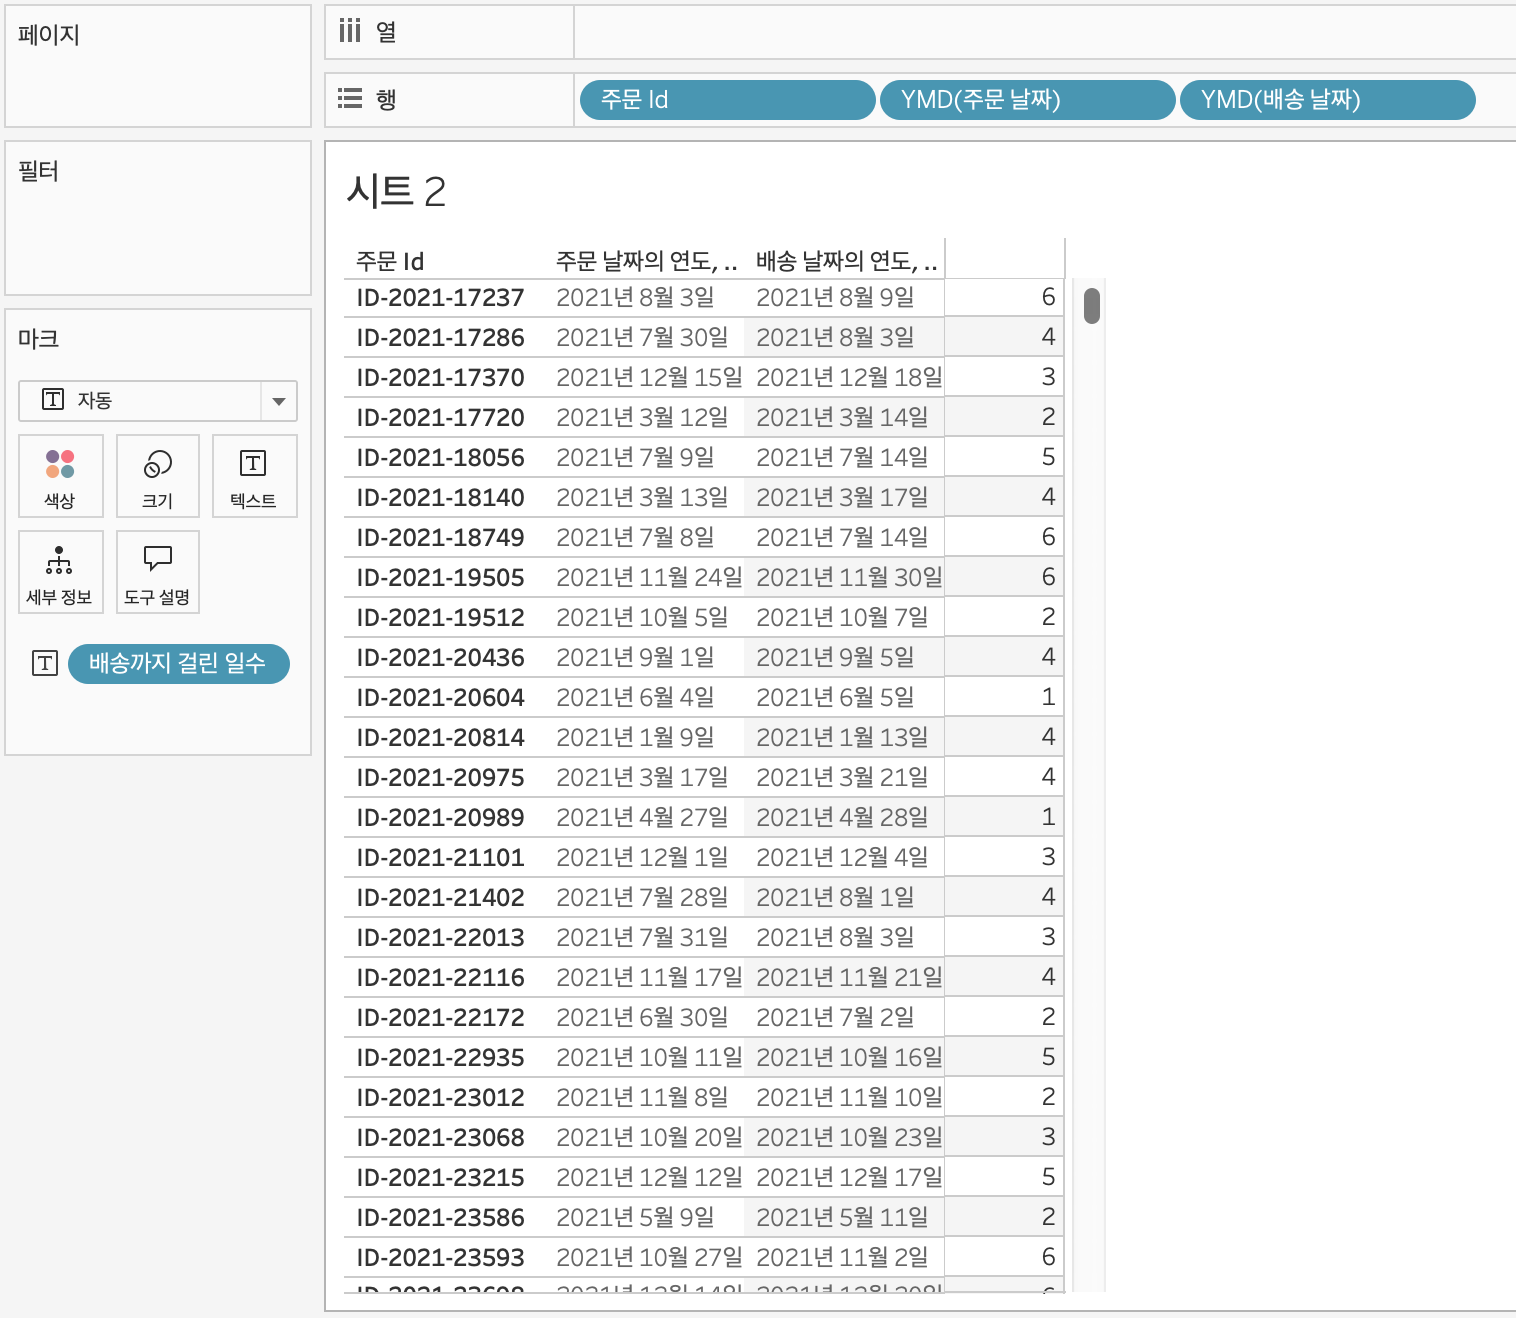 페이지
필터
마크
자동
색상 크기 텍스트
세부 정보 도구 설명
배송까지 걸린 일수
열
행 주문 Id YMD(주문 날짜) YMD(배송 날짜)
시트 2
주문 Id 주문 날짜의 연도, .. 배송 날짜의 연도, ..
ID-2021-17237 2021년 8월 3일 2021년 8월 9일 6
ID-2021-17286 2021년 7월 30일 2021년 8월 3일 4
ID-2021-17370 2021년 12월 15일 2021년 12월 18일 3
ID-2021-17720 2021년 3월 12일 2021년 3월 14일 2
ID-2021-18056 2021년 7월 9일 2021년 7월 14일 5
ID-2021-18140 2021년 3월 13일 2021년 3월 17일 4
ID-2021-18749 2021년 7월 8일 2021년 7월 14일 6
ID-2021-19505 2021년 11월 24일 2021년 11월 30일 6
ID-2021-19512 2021년 10월 5일 2021년 10월 7일 2
ID-2021-20436 2021년 9월 1일 2021년 9월 5일 4
ID-2021-20604 2021년 6월 4일 2021년 6월 5일 1
ID-2021-20814 2021년 1월 9일 2021년 1월 13일 4
ID-2021-20975 2021년 3월 17일 2021년 3월 21일 4
ID-2021-20989 2021년 4월 27일 2021년 4월 28일 1
ID-2021-21101 2021년 12월 1일 2021년 12월 4일 3
ID-2021-21402 2021년 7월 28일 2021년 8월 1일 4
ID-2021-22013 2021년 7월 31일 2021년 8월 3일 3
ID-2021-22116 2021년 11월 17일 2021년 11월 21일 4
ID-2021-22172 2021년 6월 30일 2021년 7월 2일 2
ID-2021-22935 2021년 10월 11일 2021년 10월 16일 5
ID-2021-23012 2021년 11월 8일 2021년 11월 10일 2
ID-2021-23068 2021년 10월 20일 2021년 10월 23일 3
ID-2021-23215 2021년 12월 12일 2021년 12월 17일 5
ID-2021-23586 2021년 5월 9일 2021년 5월 11일 2
ID-2021-23593 2021년 10월 27일 2021년 11월 2일 6